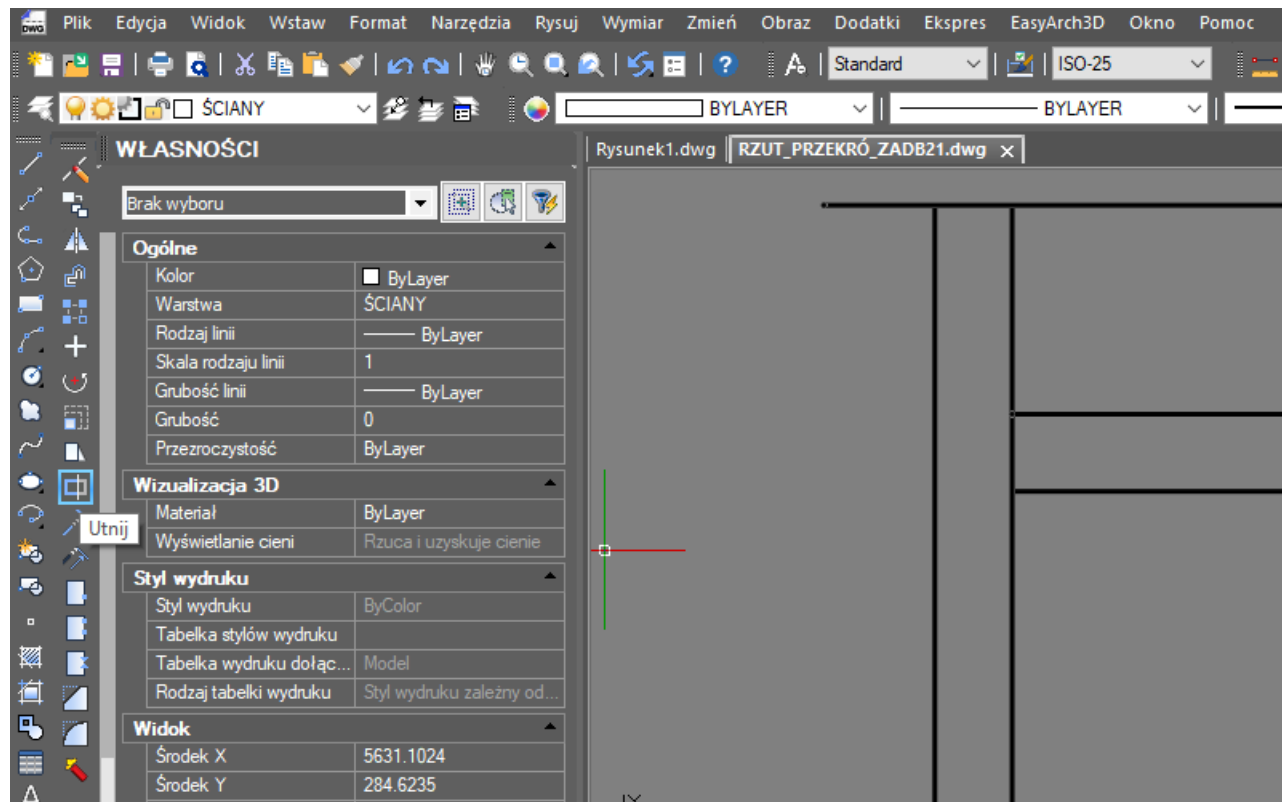 DWG Plik Edycja Widok Wstaw Format Narzędzia Rysuj Wymiar Zmień Obraz Dodatki Ekspres EasyArch3D Okno Pomoc
Standard ISO-25
ŚCIANY BYLAYER BYLAYER
WŁASNOŚCI Rysunek1.dwg RZUT_PRZEKRÓ_ZADB21.dwg
Brak wyboru
Ogólne
Kolor ByLayer
Warstwa ŚCIANY
Rodzaj linii ByLayer
Skala rodzaju linii 1
Grubość linii ByLayer
Grubość 0
Przezroczystość ByLayer
Wizualizacja 3D
Materiał ByLayer
Utnij
Wyświetlanie cieni Rzuca i uzyskuje cienie
Styl wydruku
Styl wydruku ByColor
Tabelka stylów wydruku
Tabelka wydruku dołąc... Model
Rodzaj tabelki wydruku Styl wydruku zależny od...
Widok
Środek X 5631.1024
Środek Y 284.6235